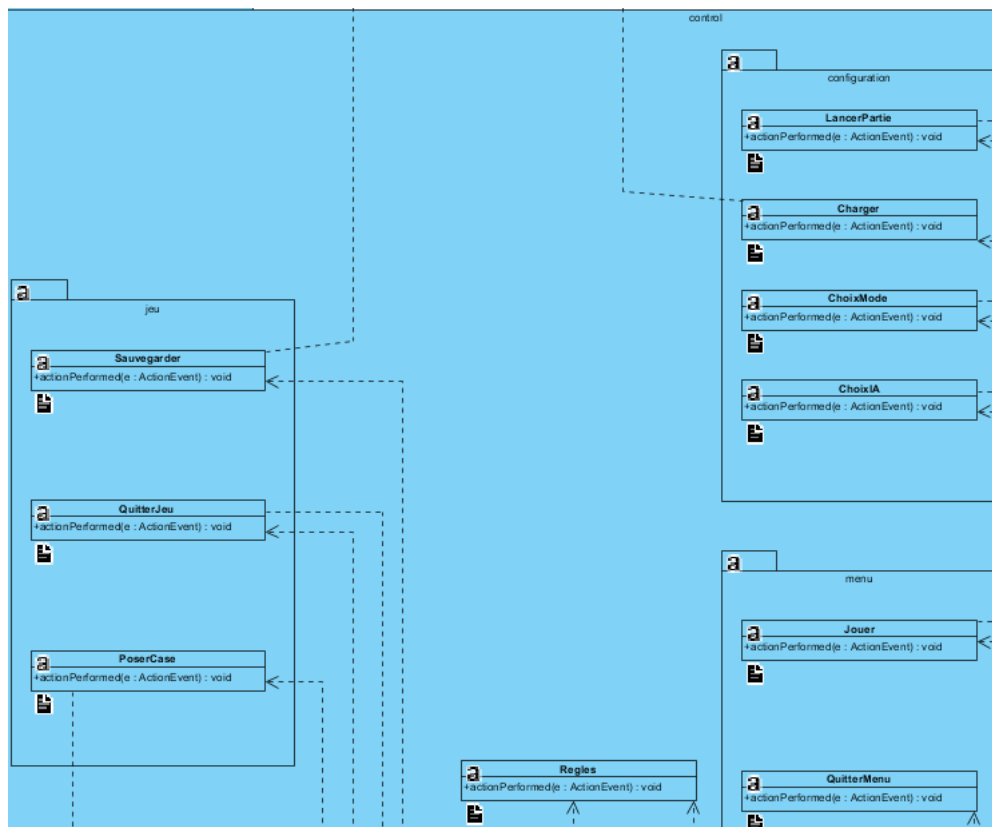 control
a
configuration
a
LancerPartie
+actionPerformed(e : ActionEvent) : void
a
Charger
+actionPerformed(e : ActionEvent) : void
a
ChoixMode
+actionPerformed(e : ActionEvent) : void
a
ChoixIA
+actionPerformed(e : ActionEvent) : void
a
jeu
a
Sauvegarder
+actionPerformed(e : ActionEvent) : void
a
QuitterJeu
+actionPerformed(e : ActionEvent) : void
a
PoserCase
+actionPerformed(e : ActionEvent) : void
a
menu
a
Jouer
+actionPerformed(e : ActionEvent) : void
a
Regles
+actionPerformed(e : ActionEvent) : void
a
QuitterMenu
+actionPerformed(e : ActionEvent) : void